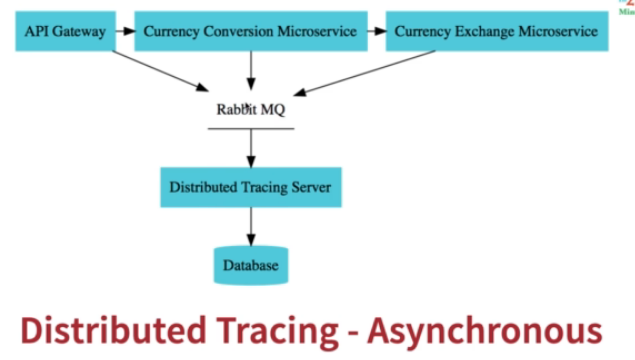 API Gateway
Currency Conversion Microservice
Currency Exchange Microservice
Rabbit MQ
Distributed Tracing Server
Database
Distributed Tracing - Asynchronous